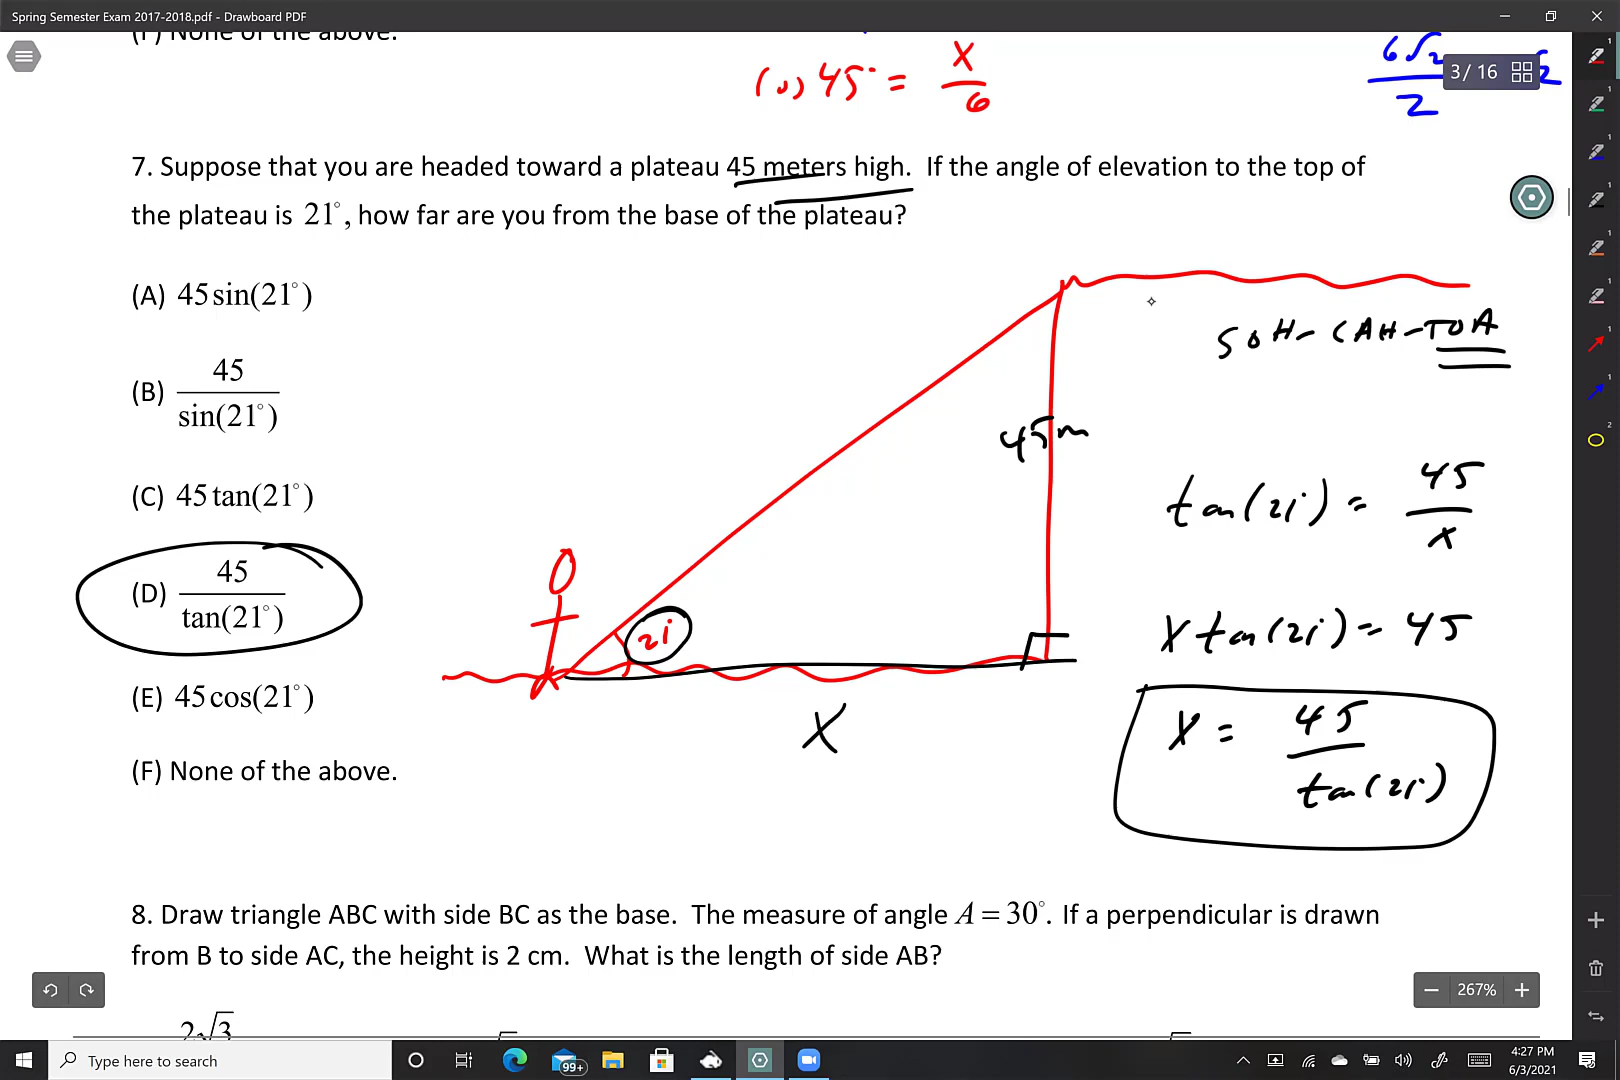 Spring Semester Exam 2017-2018.pdf - Drawboard PDF
(F) None of the above.
cos 45° = x/6
6√2
2
3 / 16
7. Suppose that you are headed toward a plateau 45 meters high. If the angle of elevation to the top of
the plateau is 21°, how far are you from the base of the plateau?
(A) 45 sin(21°)
(B) 45/sin(21°)
(C) 45 tan(21°)
(D) 45/tan(21°)
(E) 45 cos(21°)
(F) None of the above.
SOH-CAH-TOA
45m
21°
X
tan(21°) = 45/x
x tan(21°) = 45
x = 45/tan(21°)
8. Draw triangle ABC with side BC as the base. The measure of angle A = 30°. If a perpendicular is drawn
from B to side AC, the height is 2 cm. What is the length of side AB?
2√3
267%
Type here to search
99+
4:27 PM
6/3/2021